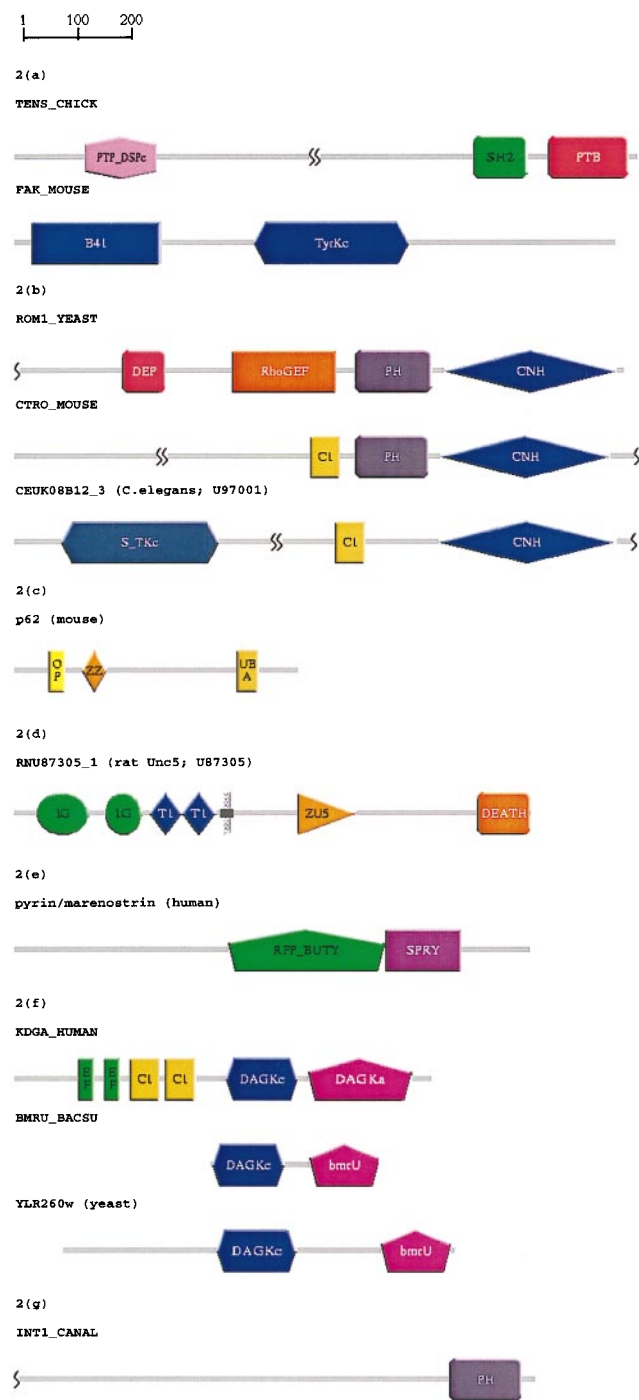 1 100 200
2(a)
TENS_CHICK
PTP_DSPc SH2 PTB
FAK_MOUSE
B41 TyrKc
2(b)
ROM1_YEAST
DEP RhoGEF PH CNH
CTRO_MOUSE
C1 PH CNH
CEUK08B12_3 (C.elegans; U97001)
S_TKc C1 CNH
2(c)
p62 (mouse)
OP ZZ UBA
2(d)
RNU87305_1 (rat Unc5; U87305)
IG IG T1 T1 ZU5 DEATH
2(e)
pyrin/marenostrin (human)
RFP_BUTY SPRY
2(f)
KDGA_HUMAN
C1 C1 DAGKc DAGKa
BMRU_BACSU
DAGKc bmrU
YLR260w (yeast)
DAGKc bmrU
2(g)
INT1_CANAL
PH